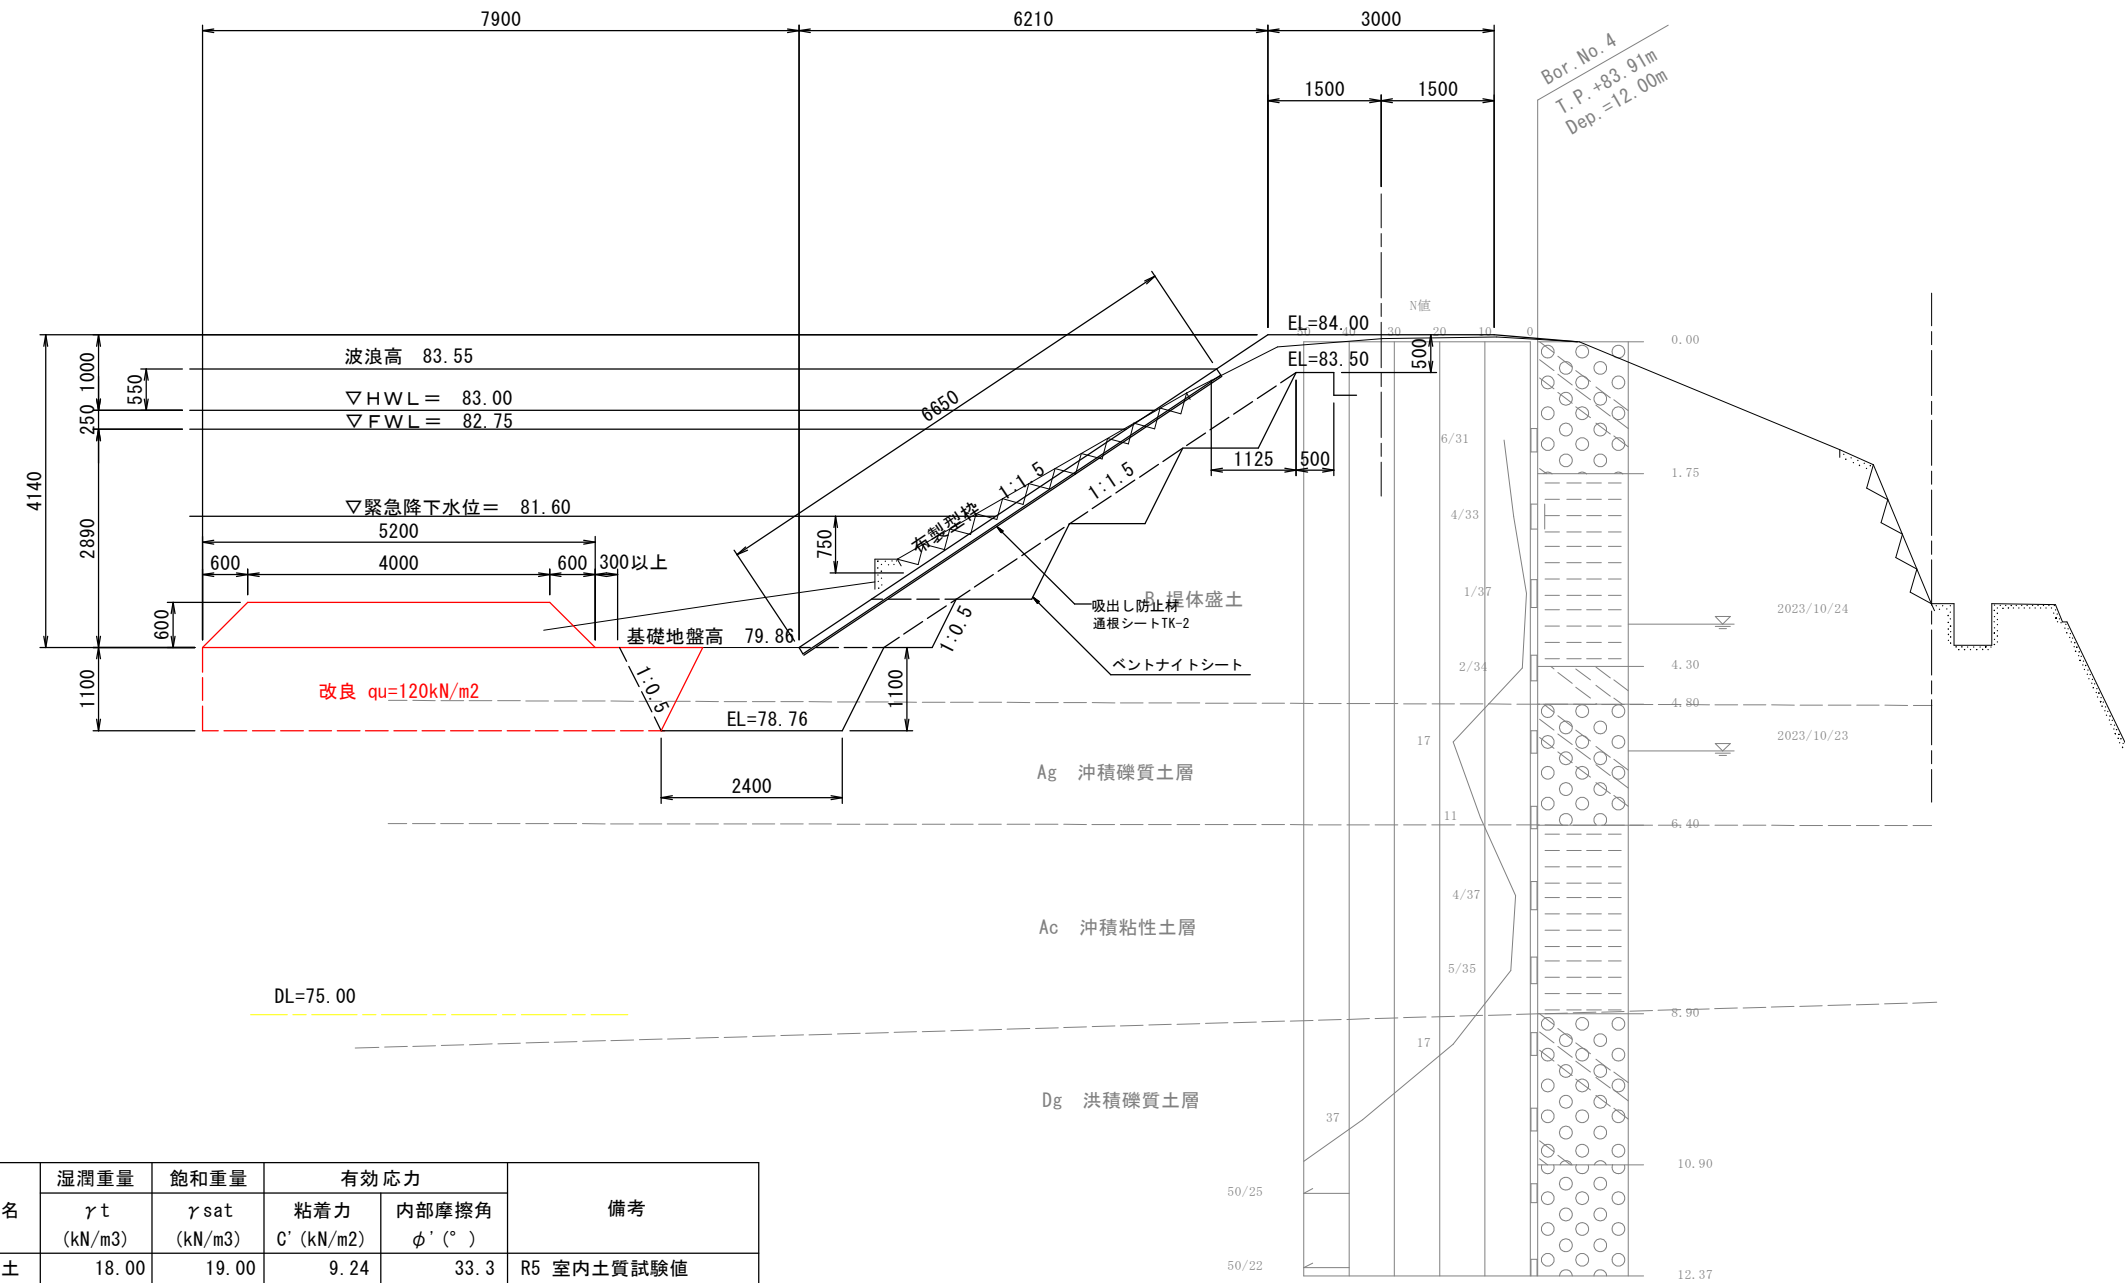 7900
6210
3000
1500
1500
Bor.No.4
T.P.+83.91m
Dep.=12.00m
N値
50
40
30
20
10
0
0.00
EL=84.00
EL=83.50
500
4140
1000
550
250
2890
波浪高 83.55
▽HWL= 83.00
▽FWL= 82.75
6650
6/31
1125
500
1.75
1:1.5
1:1.5
▽緊急降下水位= 81.60
5200
布製型枠
750
4/33
600
4000
600
300以上
600
B 堤体盛土
吸出し防止材
通根シートTK-2
1/37
2023/10/24
基礎地盤高 79.86
1:0.5
ベントナイトシート
2/34
4.30
1100
改良 qu=120kN/m2
1:0.5
1100
4.80
EL=78.76
17
2023/10/23
2400
Ag 沖積礫質土層
11
6.40
4/37
Ac 沖積粘性土層
5/35
DL=75.00
8.90
17
Dg 洪積礫質土層
37
10.90
50/25
50/22
12.37
名
湿潤重量
飽和重量
有効応力
備考
γt
(kN/m3)
γsat
(kN/m3)
粘着力
C'(kN/m2)
内部摩擦角
φ'(°)
土 18.00 19.00 9.24 33.3 R5 室内土質試験値